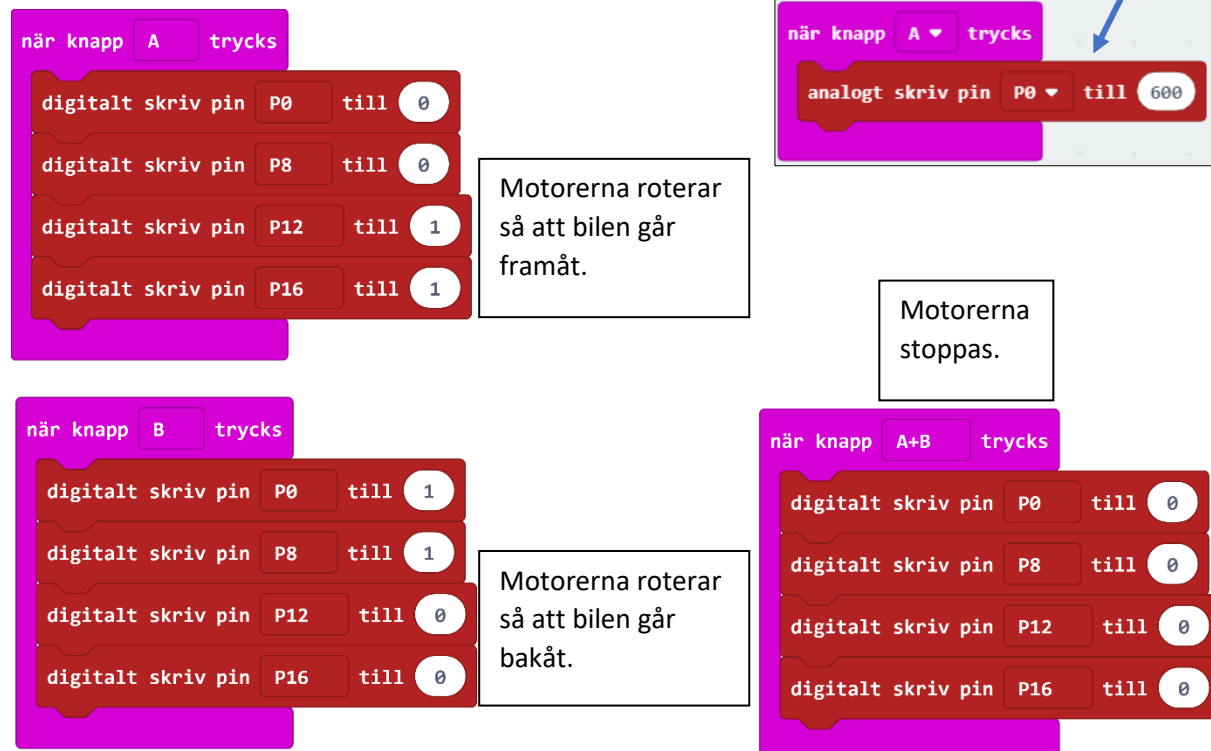 när knapp A trycks
digitalt skriv pin P0 till 0
digitalt skriv pin P8 till 0
digitalt skriv pin P12 till 1
digitalt skriv pin P16 till 1
Motorerna roterar
så att bilen går
framåt.
när knapp A trycks
analogt skriv pin P0 till 600
Motorerna
stoppas.
när knapp B trycks
digitalt skriv pin P0 till 1
digitalt skriv pin P8 till 1
digitalt skriv pin P12 till 0
digitalt skriv pin P16 till 0
Motorerna roterar
så att bilen går
bakåt.
när knapp A+B trycks
digitalt skriv pin P0 till 0
digitalt skriv pin P8 till 0
digitalt skriv pin P12 till 0
digitalt skriv pin P16 till 0